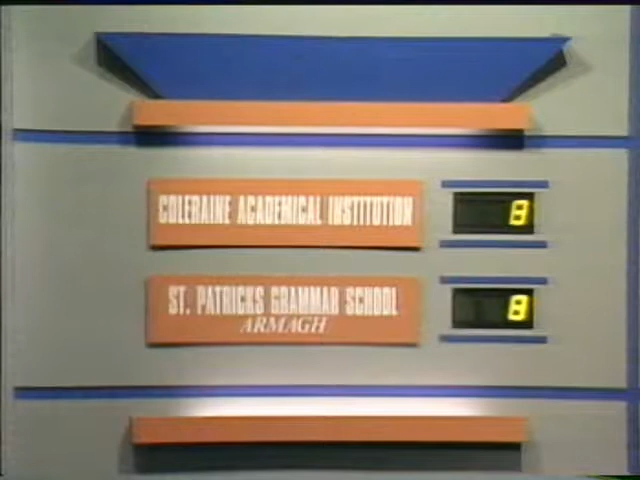 COLERAINE ACADEMICAL INSTITUTION
8
ST. PATRICKS GRAMMAR SCHOOL
ARMAGH
8